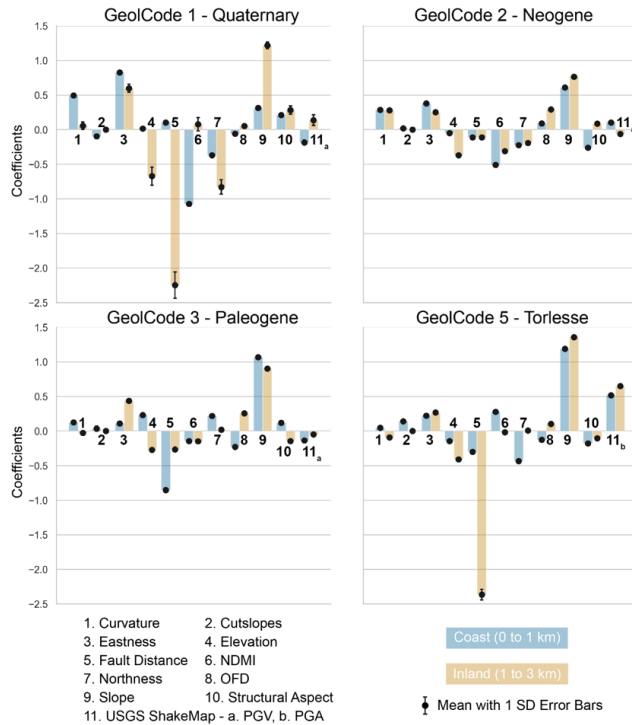 GeolCode 1 - Quaternary
GeolCode 2 - Neogene
Coefficients
1.5
1.0
0.5
0.0
−0.5
−1.0
−1.5
−2.0
−2.5
1 2 3 4 5 6 7 8 9 10 11a
1 2 3 4 5 6 7 8 9 10 11
GeolCode 3 - Paleogene
GeolCode 5 - Torlesse
Coefficients
1.5
1.0
0.5
0.0
−0.5
−1.0
−1.5
−2.0
−2.5
1 2 3 4 5 6 7 8 9 10 11a
1 2 3 4 5 6 7 8 9 10 11b
1. Curvature 2. Cutslopes
3. Eastness 4. Elevation
5. Fault Distance 6. NDMI
7. Northness 8. OFD
9. Slope 10. Structural Aspect
11. USGS ShakeMap - a. PGV, b. PGA
Coast (0 to 1 km)
Inland (1 to 3 km)
Mean with 1 SD Error Bars